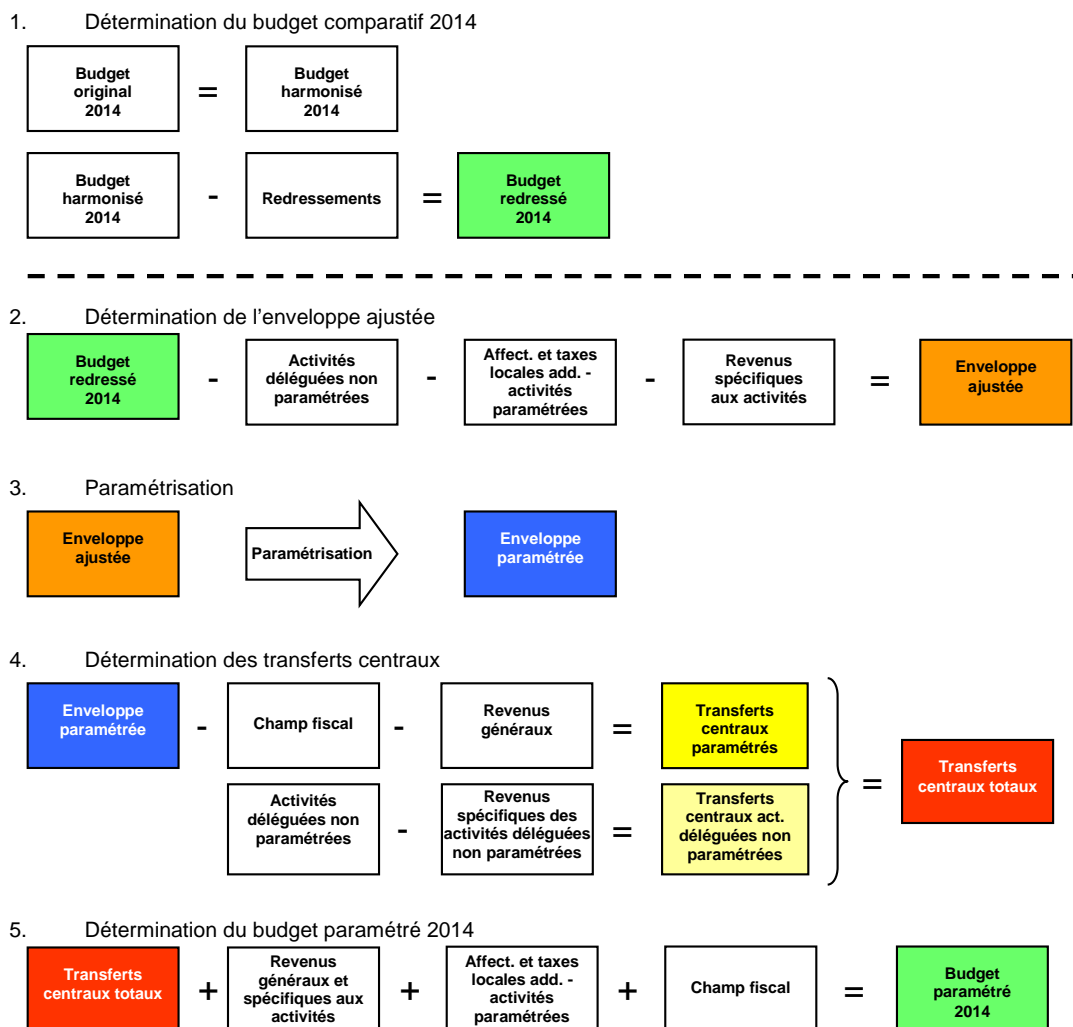 1. Détermination du budget comparatif 2014
Budget
original
2014
=
Budget
harmonisé
2014
Budget
harmonisé
2014
-
Redressements
=
Budget
redressé
2014
2. Détermination de l'enveloppe ajustée
Budget
redressé
2014
-
Activités
déléguées non
paramétrées
-
Affect. et taxes
locales add. -
activités
paramétrées
-
Revenus
spécifiques
aux activités
=
Enveloppe
ajustée
3. Paramétrisation
Enveloppe
ajustée
Paramétrisation
Enveloppe
paramétrée
4. Détermination des transferts centraux
Enveloppe
paramétrée
-
Champ fiscal
-
Revenus
généraux
=
Transferts
centraux
paramétrés
Activités
déléguées non
paramétrées
-
Revenus
spécifiques des
activités déléguées
non paramétrées
=
Transferts
centraux act.
déléguées non
paramétrées
=
Transferts
centraux totaux
5. Détermination du budget paramétré 2014
Transferts
centraux totaux
+
Revenus
généraux et
spécifiques aux
activités
+
Affect. et taxes
locales add. -
activités
paramétrées
+
Champ fiscal
=
Budget
paramétré
2014